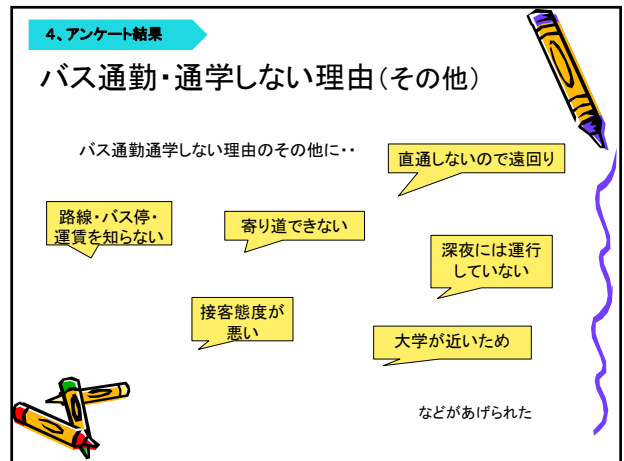 4、アンケート結果
バス通勤・通学しない理由（その他）
バス通勤通学しない理由のその他に・・
直通しないので遠回り
路線・バス停・
運賃を知らない
寄り道できない
深夜には運行
していない
接客態度が
悪い
大学が近いため
などがあげられた